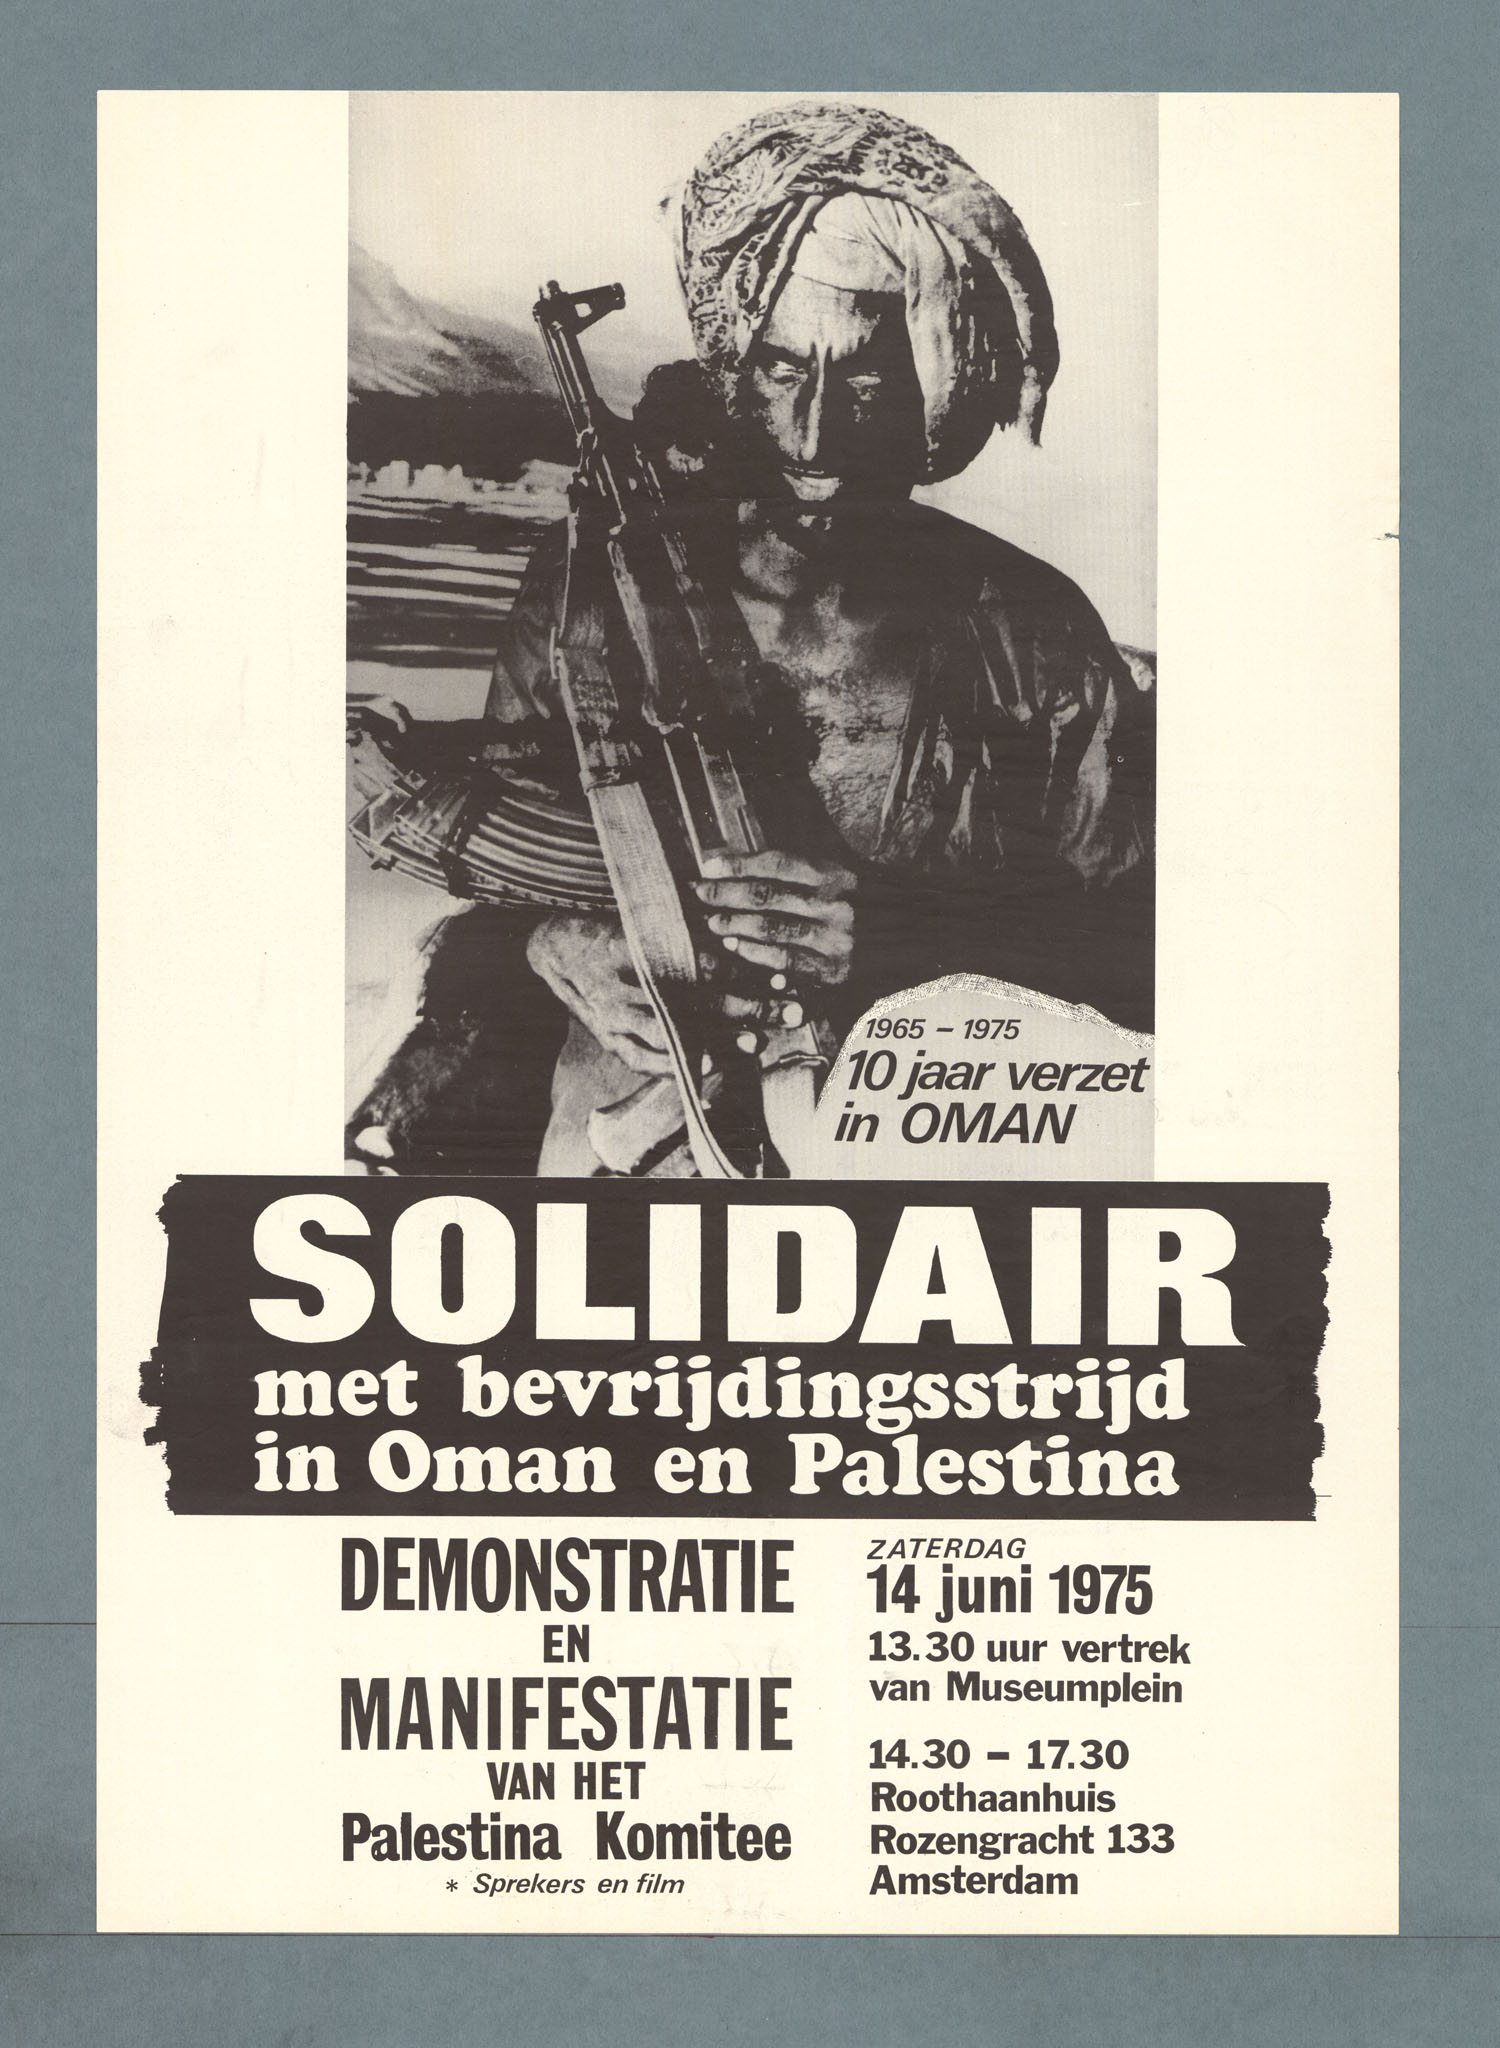 1965 – 1975
10 jaar verzet
in OMAN
SOLIDAIR
met bevrijdingsstrijd
in Oman en Palestina
DEMONSTRATIE
EN
MANIFESTATIE
VAN HET
Palestina Komitee
* Sprekers en film
ZATERDAG
14 juni 1975
13.30 uur vertrek
van Museumplein
14.30 – 17.30
Roothaanhuis
Rozengracht 133
Amsterdam